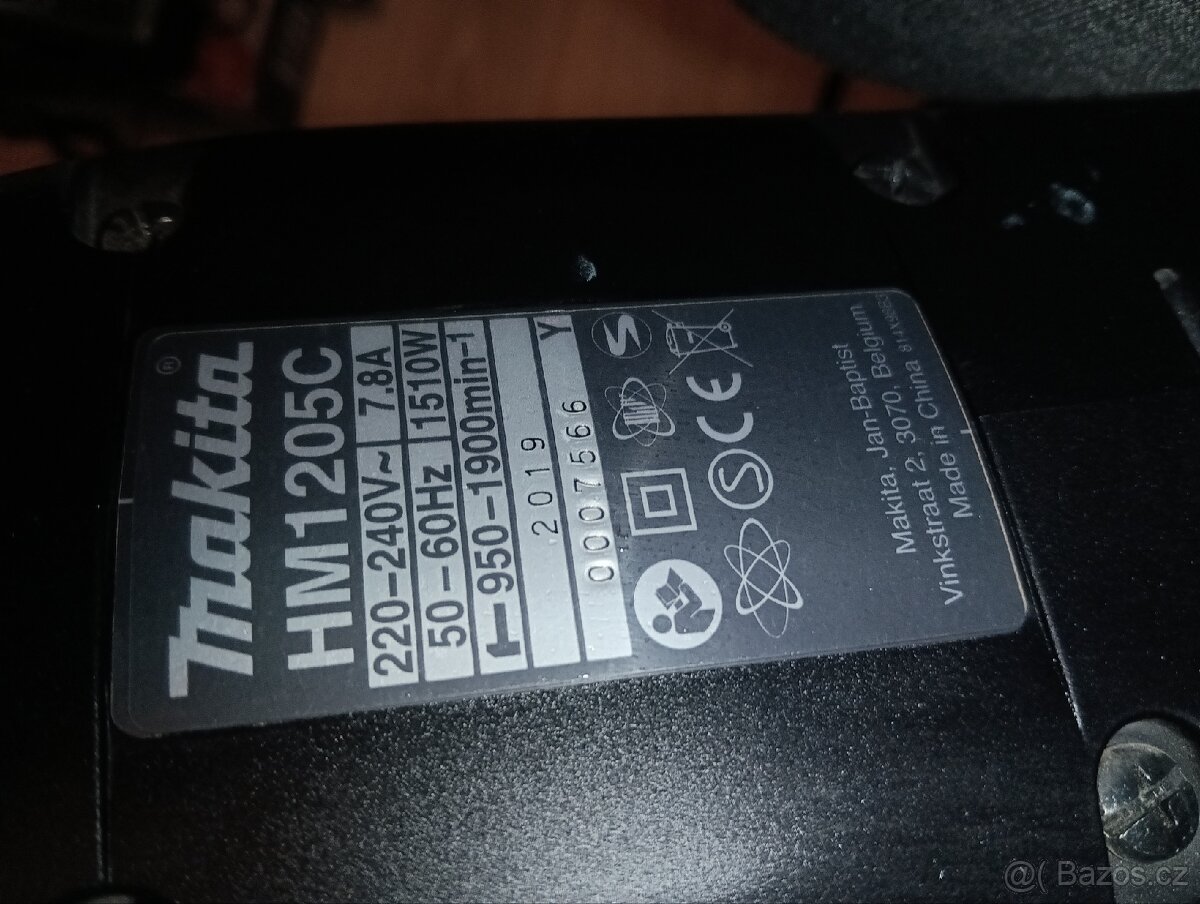 makita®
HM1205C
220-240V~ 7.8A
50-60Hz 1510W
950-1900min-1
2019
0007566 Y
S
CE
S
Makita, Jan-Baptist
Vinkstraat 2, 3070, Belgium
Made in China
@( Bazos.cz